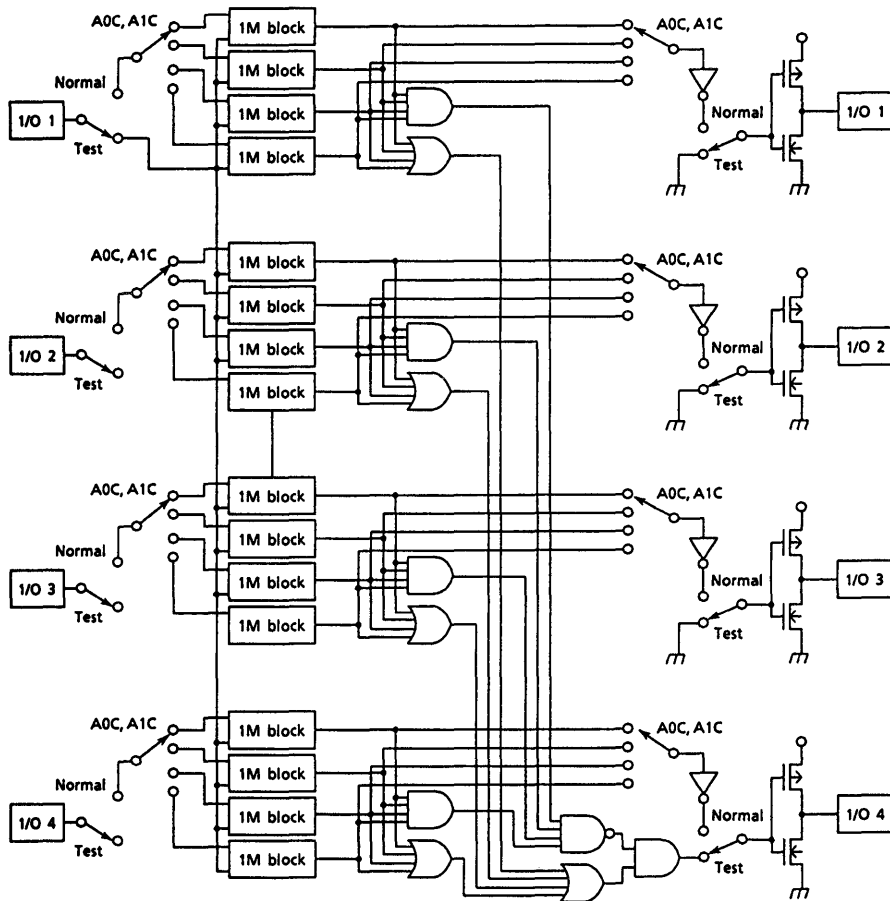 A0C, A1C
1M block
A0C, A1C
1M block
Normal
Normal
1M block
I/O 1
I/O 1
Test
Test
1M block
A0C, A1C
1M block
A0C, A1C
1M block
Normal
Normal
1M block
I/O 2
I/O 2
Test
Test
1M block
A0C, A1C
1M block
A0C, A1C
1M block
Normal
Normal
1M block
I/O 3
I/O 3
Test
Test
1M block
A0C, A1C
1M block
A0C, A1C
1M block
Normal
Normal
1M block
I/O 4
I/O 4
Test
Test
1M block